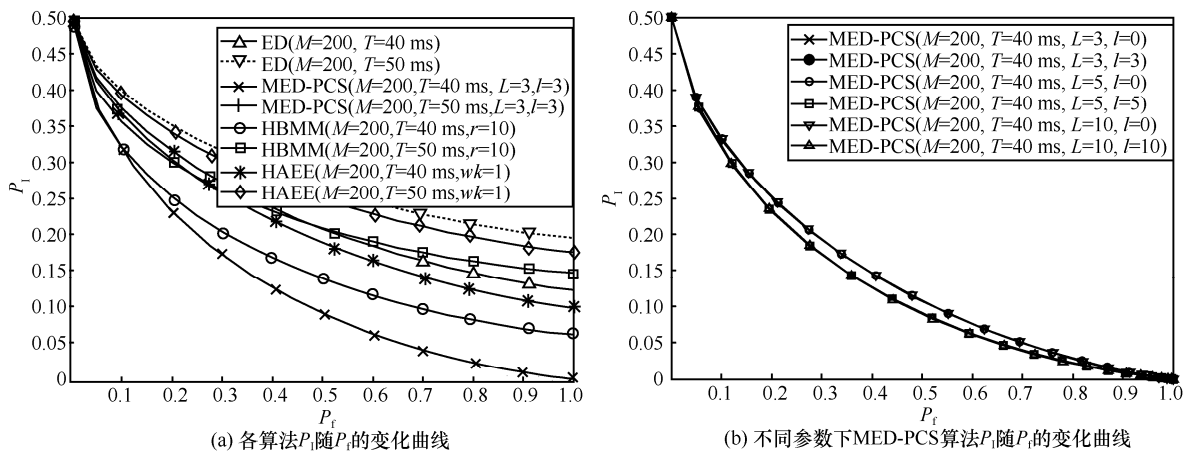 0.50
0.45
0.40
0.35
0.30
0.25
0.20
0.15
0.10
0.05
0
P_I
ED(M=200, T=40 ms)
ED(M=200, T=50 ms)
MED-PCS(M=200,T=40 ms, L=3,l=3)
MED-PCS(M=200,T=50 ms, L=3,l=3)
HBMM(M=200,T=40 ms,r=10)
HBMM(M=200,T=50 ms,r=10)
HAEE(M=200,T=40 ms,wk=1)
HAEE(M=200,T=50 ms,wk=1)
0.1 0.2 0.3 0.4 0.5 0.6 0.7 0.8 0.9 1.0
P_f
(a) 各算法P_I随P_f的变化曲线
0.50
0.45
0.40
0.35
0.30
0.25
0.20
0.15
0.10
0.05
0
P_I
MED-PCS(M=200, T=40 ms, L=3, l=0)
MED-PCS(M=200, T=40 ms, L=3, l=3)
MED-PCS(M=200, T=40 ms, L=5, l=0)
MED-PCS(M=200, T=40 ms, L=5, l=5)
MED-PCS(M=200, T=40 ms, L=10, l=0)
MED-PCS(M=200, T=40 ms, L=10, l=10)
0.1 0.2 0.3 0.4 0.5 0.6 0.7 0.8 0.9 1.0
P_f
(b) 不同参数下MED-PCS算法P_I随P_f的变化曲线